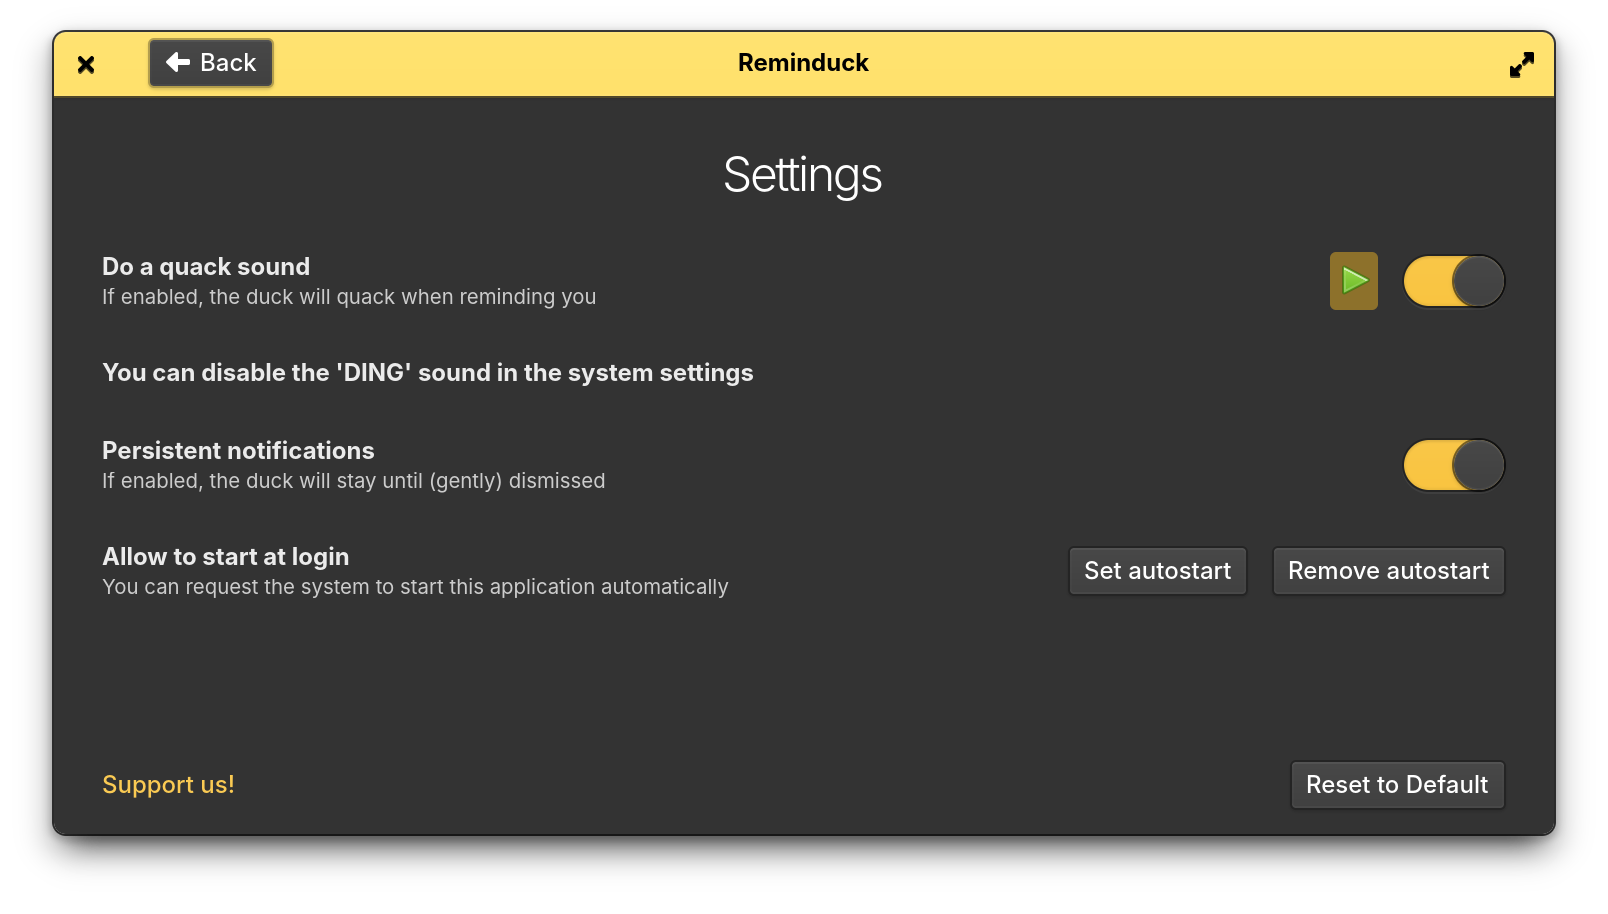 Back
Reminduck
Settings
Do a quack sound
If enabled, the duck will quack when reminding you
You can disable the 'DING' sound in the system settings
Persistent notifications
If enabled, the duck will stay until (gently) dismissed
Allow to start at login
You can request the system to start this application automatically
Set autostart
Remove autostart
Support us!
Reset to Default